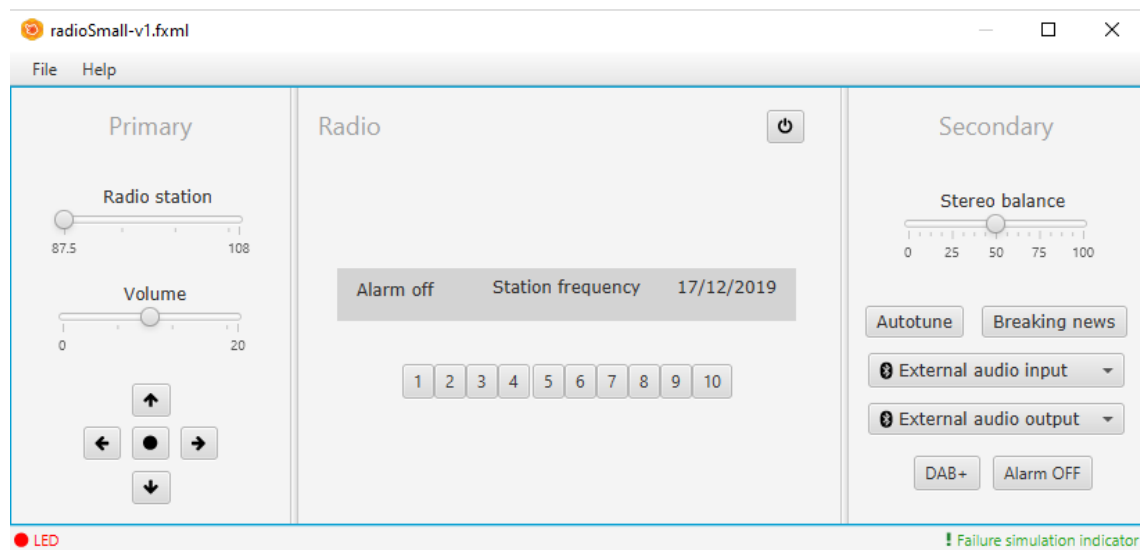 radioSmall-v1.fxml
File Help
Primary
Radio station
87.5 108
Volume
0 20
Radio
Alarm off Station frequency 17/12/2019
1 2 3 4 5 6 7 8 9 10
Secondary
Stereo balance
0 25 50 75 100
Autotune Breaking news
External audio input
External audio output
DAB+ Alarm OFF
LED
! Failure simulation indicator